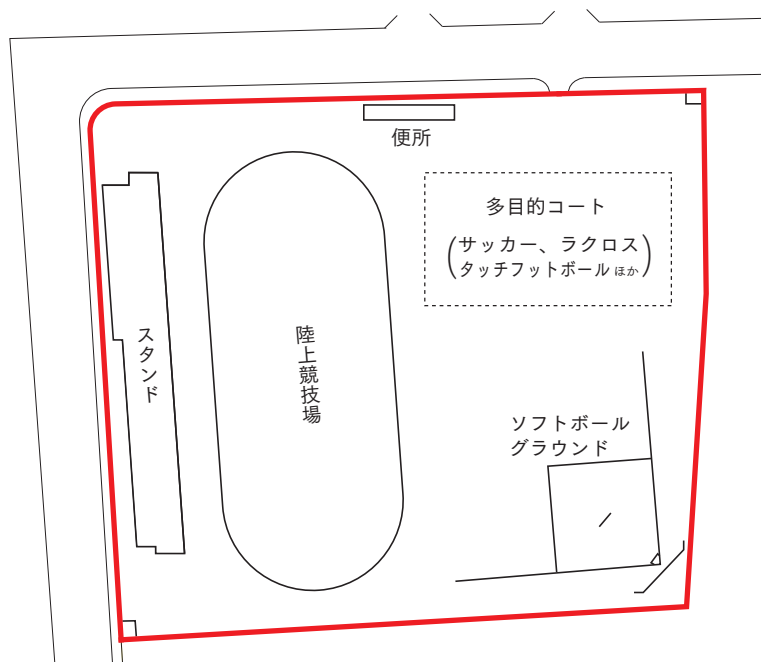 便所
多目的コート
(サッカー、ラクロス
タッチフットボール ほか)
スタンド
陸上競技場
ソフトボール
グラウンド